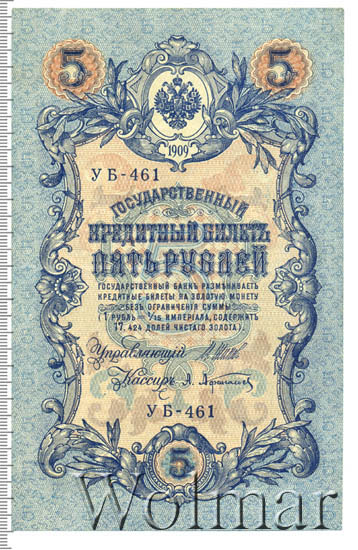 5 5
1909
УБ-461
ГОСУДАРСТВЕННЫЙ
КРЕДИТНЫЙ БИЛЕТЪ
ПЯТЬ РУБЛЕЙ
ГОСУДАРСТВЕННЫЙ БАНКЪ РАЗМѢНИВАЕТЪ
КРЕДИТНЫЕ БИЛЕТЫ НА ЗОЛОТУЮ МОНЕТУ
БЕЗЪ ОГРАНИЧЕНІЯ СУММЫ
(1 РУБЛЬ = 1/15 ИМПЕРІАЛА, СОДЕРЖИТЪ
17,424 ДОЛЕЙ ЧИСТАГО ЗОЛОТА).
Управляющій
Кассиръ
УБ-461
5
Wolmar